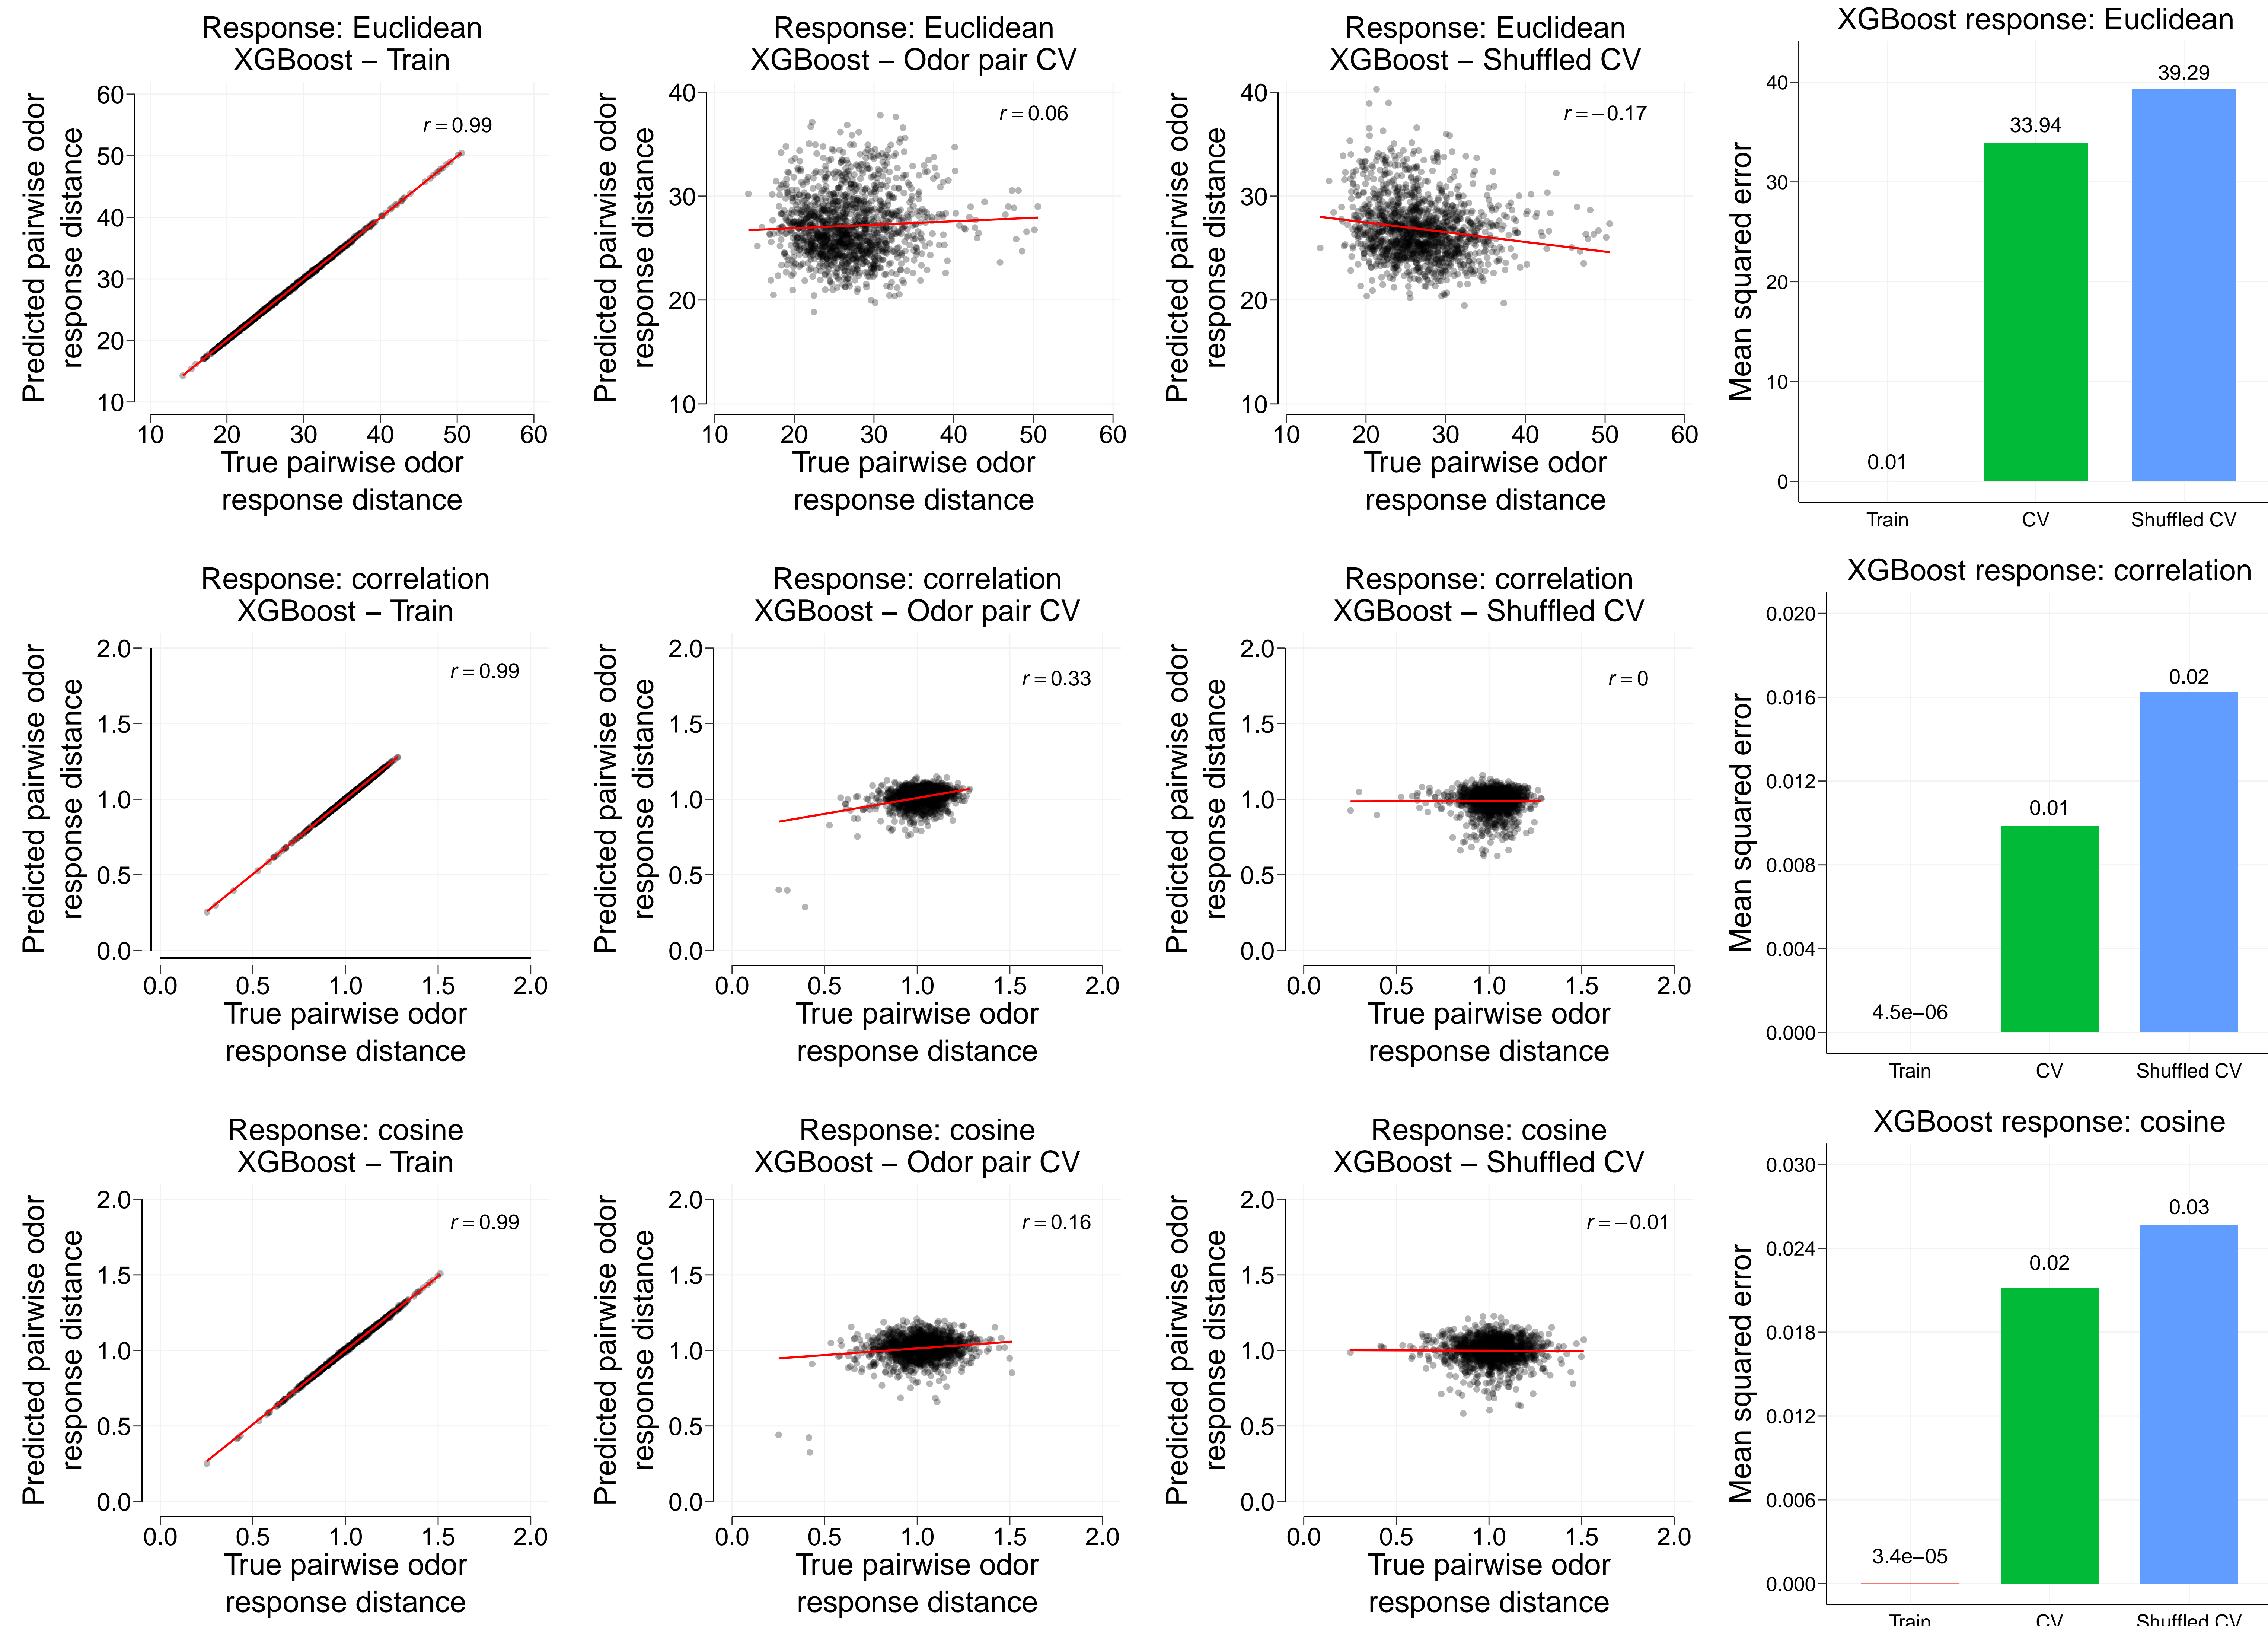 Response: Euclidean
XGBoost – Train
Predicted pairwise odor
response distance
60
50
40
30
20
10
r = 0.99
10 20 30 40 50 60
True pairwise odor
response distance
Response: Euclidean
XGBoost – Odor pair CV
Predicted pairwise odor
response distance
40
30
20
10
r = 0.06
10 20 30 40 50 60
True pairwise odor
response distance
Response: Euclidean
XGBoost – Shuffled CV
Predicted pairwise odor
response distance
40
30
20
10
r = −0.17
10 20 30 40 50 60
True pairwise odor
response distance
XGBoost response: Euclidean
Mean squared error
40
30
20
10
0
0.01
33.94
39.29
Train CV Shuffled CV
Response: correlation
XGBoost – Train
Predicted pairwise odor
response distance
2.0
1.5
1.0
0.5
0.0
r = 0.99
0.0 0.5 1.0 1.5 2.0
True pairwise odor
response distance
Response: correlation
XGBoost – Odor pair CV
Predicted pairwise odor
response distance
2.0
1.5
1.0
0.5
0.0
r = 0.33
0.0 0.5 1.0 1.5 2.0
True pairwise odor
response distance
Response: correlation
XGBoost – Shuffled CV
Predicted pairwise odor
response distance
2.0
1.5
1.0
0.5
0.0
r = 0
0.0 0.5 1.0 1.5 2.0
True pairwise odor
response distance
XGBoost response: correlation
Mean squared error
0.020
0.016
0.012
0.008
0.004
0.000
4.5e−06
0.01
0.02
Train CV Shuffled CV
Response: cosine
XGBoost – Train
Predicted pairwise odor
response distance
2.0
1.5
1.0
0.5
0.0
r = 0.99
0.0 0.5 1.0 1.5 2.0
True pairwise odor
response distance
Response: cosine
XGBoost – Odor pair CV
Predicted pairwise odor
response distance
2.0
1.5
1.0
0.5
0.0
r = 0.16
0.0 0.5 1.0 1.5 2.0
True pairwise odor
response distance
Response: cosine
XGBoost – Shuffled CV
Predicted pairwise odor
response distance
2.0
1.5
1.0
0.5
0.0
r = −0.01
0.0 0.5 1.0 1.5 2.0
True pairwise odor
response distance
XGBoost response: cosine
Mean squared error
0.030
0.024
0.018
0.012
0.006
0.000
3.4e−05
0.02
0.03
Train CV Shuffled CV